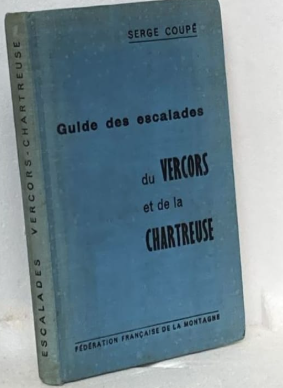 SERGE COUPÉ
Guide des escalades
du VERCORS
et de la
CHARTREUSE
FÉDÉRATION FRANÇAISE DE LA MONTAGNE
ESCALADES VERCORS-CHARTREUSE